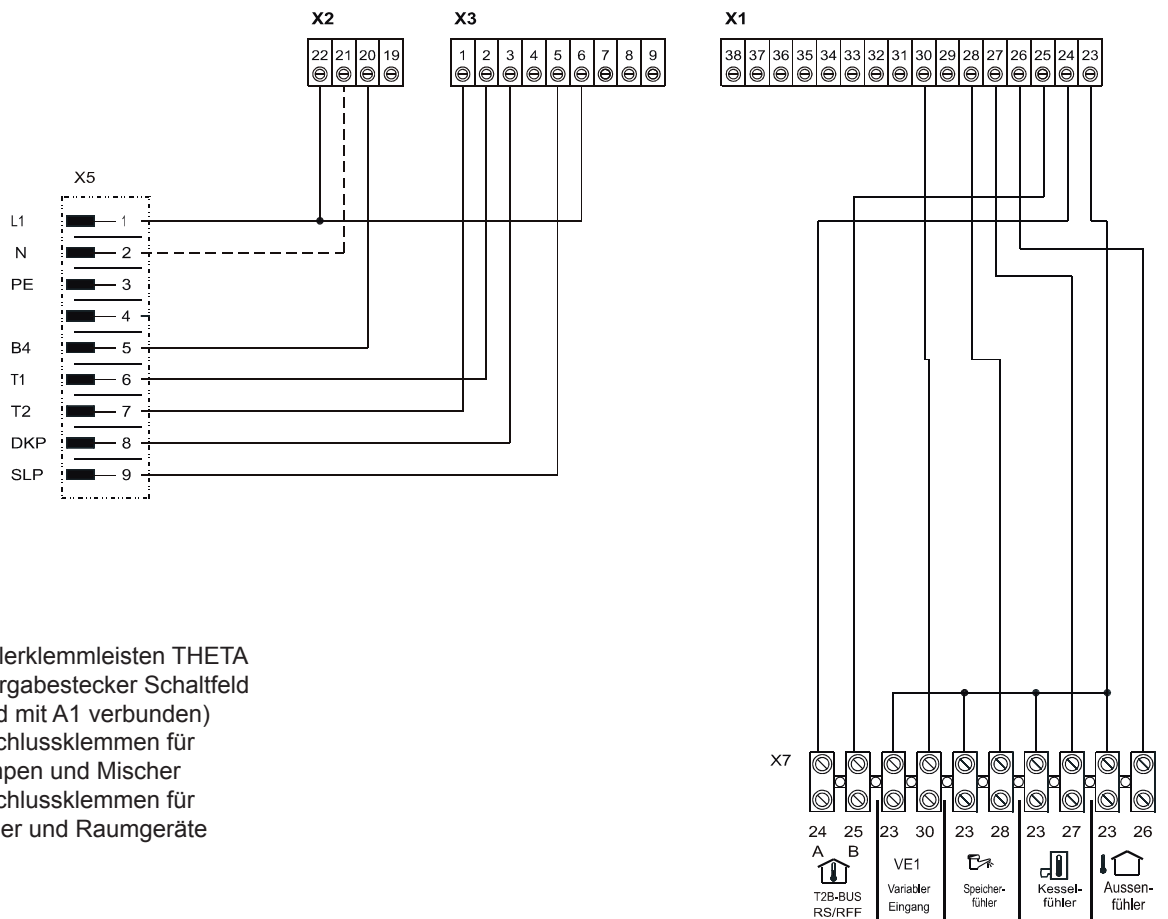 X2 X3 X1
22 21 20 19
1 2 3 4 5 6 7 8 9
38 37 36 35 34 33 32 31 30 29 28 27 26 25 24 23
X5
L1 1
N 2
PE 3
4
B4 5
T1 6
T2 7
DKP 8
SLP 9
lerklemmleisten THETA
rgabestecker Schaltfeld
d mit A1 verbunden)
chlussklemmen für
npen und Mischer
chlussklemmen für
er und Raumgeräte
X7
24 25 23 30 23 28 23 27 23 26
A B
T2B-BUS
RS/RFF
VE1
Variabler
Eingang
Speicher-
fühler
Kessel-
fühler
Aussen-
fühler